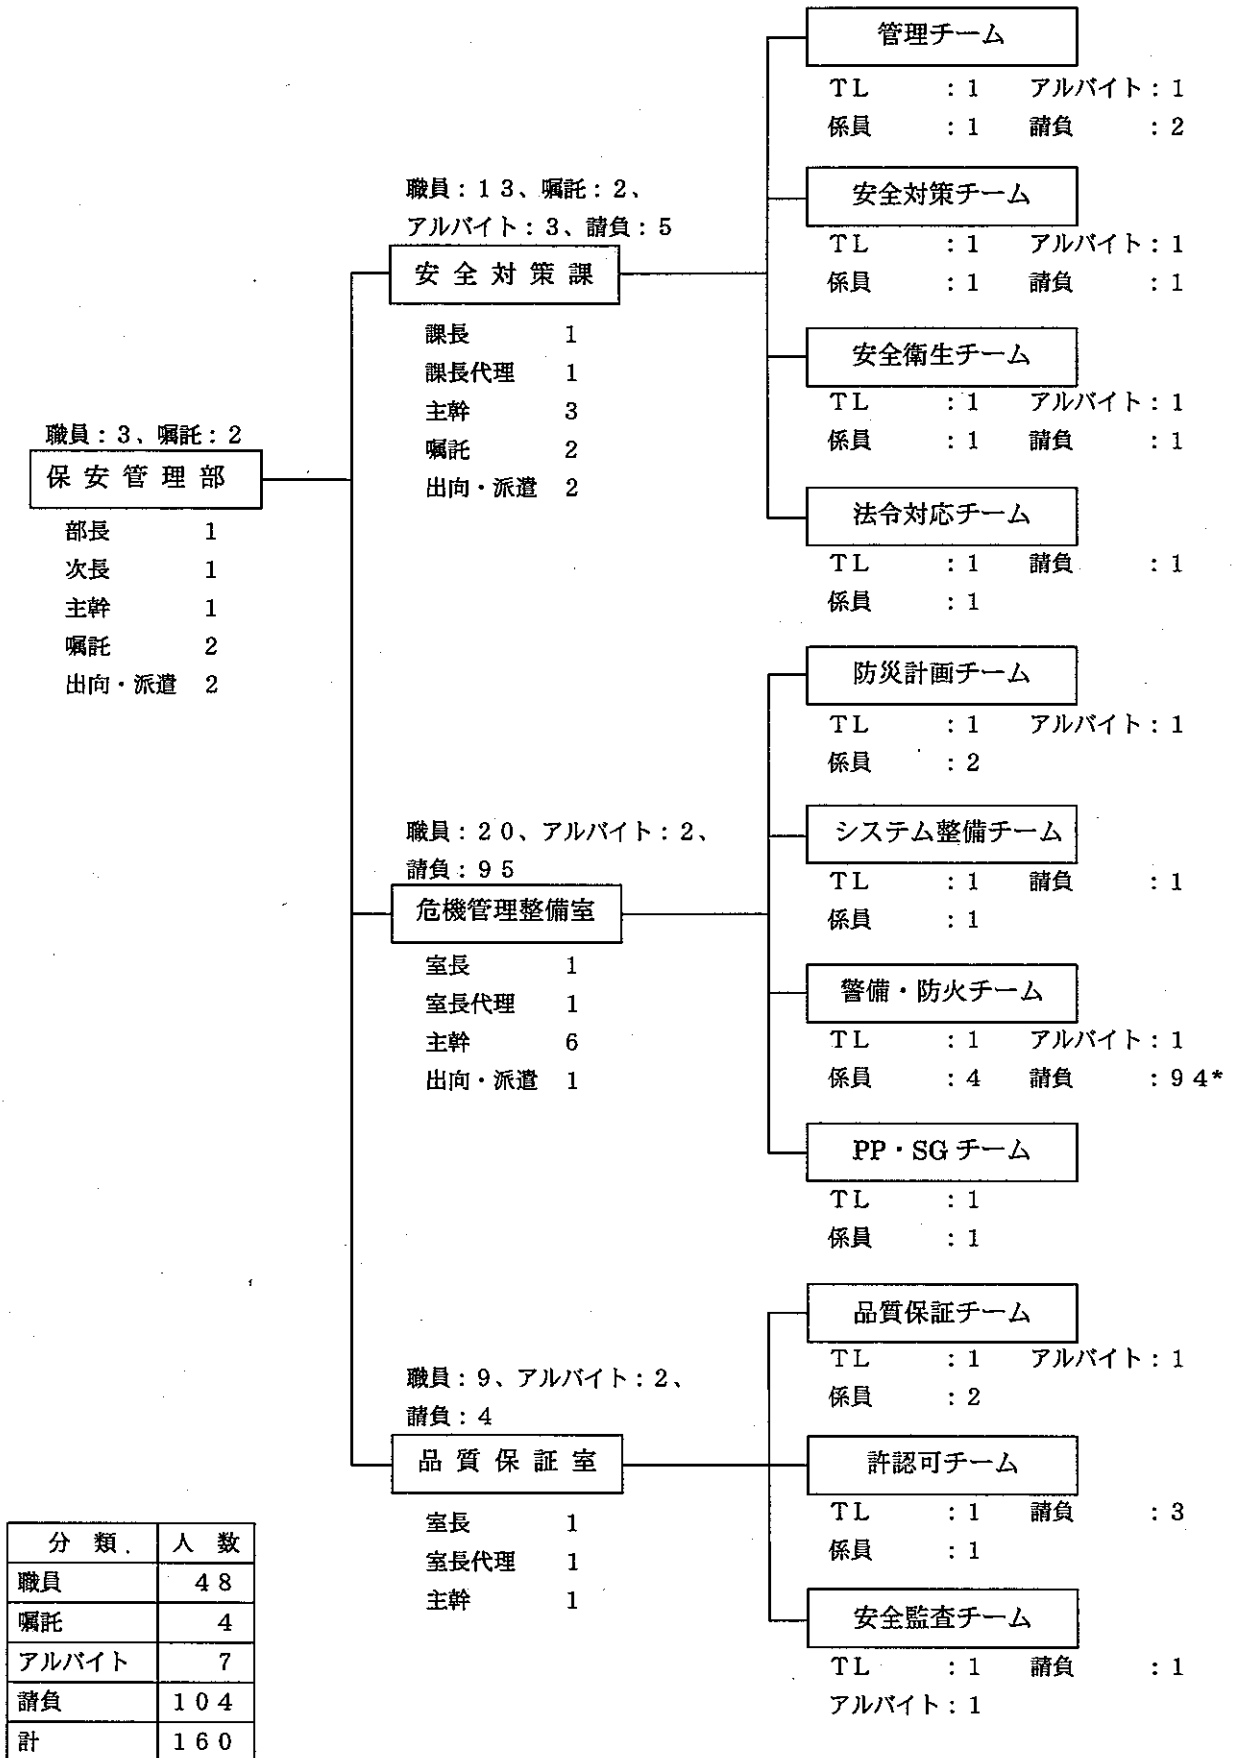 職員：３、嘱託：２
保安管理部
部長 1
次長 1
主幹 1
嘱託 2
出向・派遣 2
職員：１３、嘱託：２、
アルバイト：３、請負：５
安全対策課
課長 1
課長代理 1
主幹 3
嘱託 2
出向・派遣 2
管理チーム
ＴＬ ：1 アルバイト：1
係員 ：1 請負 ：2
安全対策チーム
ＴＬ ：1 アルバイト：1
係員 ：1 請負 ：1
安全衛生チーム
ＴＬ ：1 アルバイト：1
係員 ：1 請負 ：1
法令対応チーム
ＴＬ ：1 請負 ：1
係員 ：1
職員：２０、アルバイト：２、
請負：９５
危機管理整備室
室長 1
室長代理 1
主幹 6
出向・派遣 1
防災計画チーム
ＴＬ ：1 アルバイト：1
係員 ：2
システム整備チーム
ＴＬ ：1 請負 ：1
係員 ：1
警備・防火チーム
ＴＬ ：1 アルバイト：1
係員 ：4 請負 ：９４*
PP・SG チーム
ＴＬ ：1
係員 ：1
職員：９、アルバイト：２、
請負：４
品質保証室
室長 1
室長代理 1
主幹 1
品質保証チーム
ＴＬ ：1 アルバイト：1
係員 ：2
許認可チーム
ＴＬ ：1 請負 ：3
係員 ：1
安全監査チーム
ＴＬ ：1 請負 ：1
アルバイト：1
分類 人数
職員 ４８
嘱託 ４
アルバイト ７
請負 １０４
計 １６０